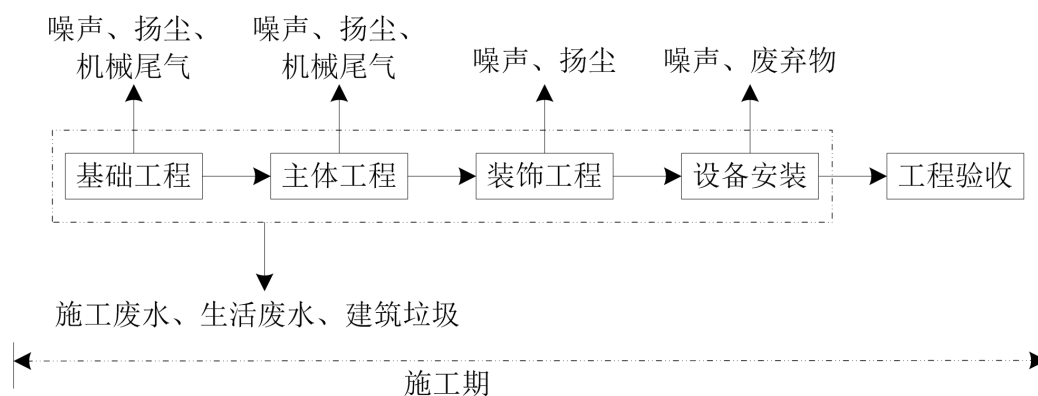 噪声、扬尘、
机械尾气
噪声、扬尘、
机械尾气
噪声、扬尘
噪声、废弃物
基础工程
主体工程
装饰工程
设备安装
工程验收
施工废水、生活废水、建筑垃圾
施工期